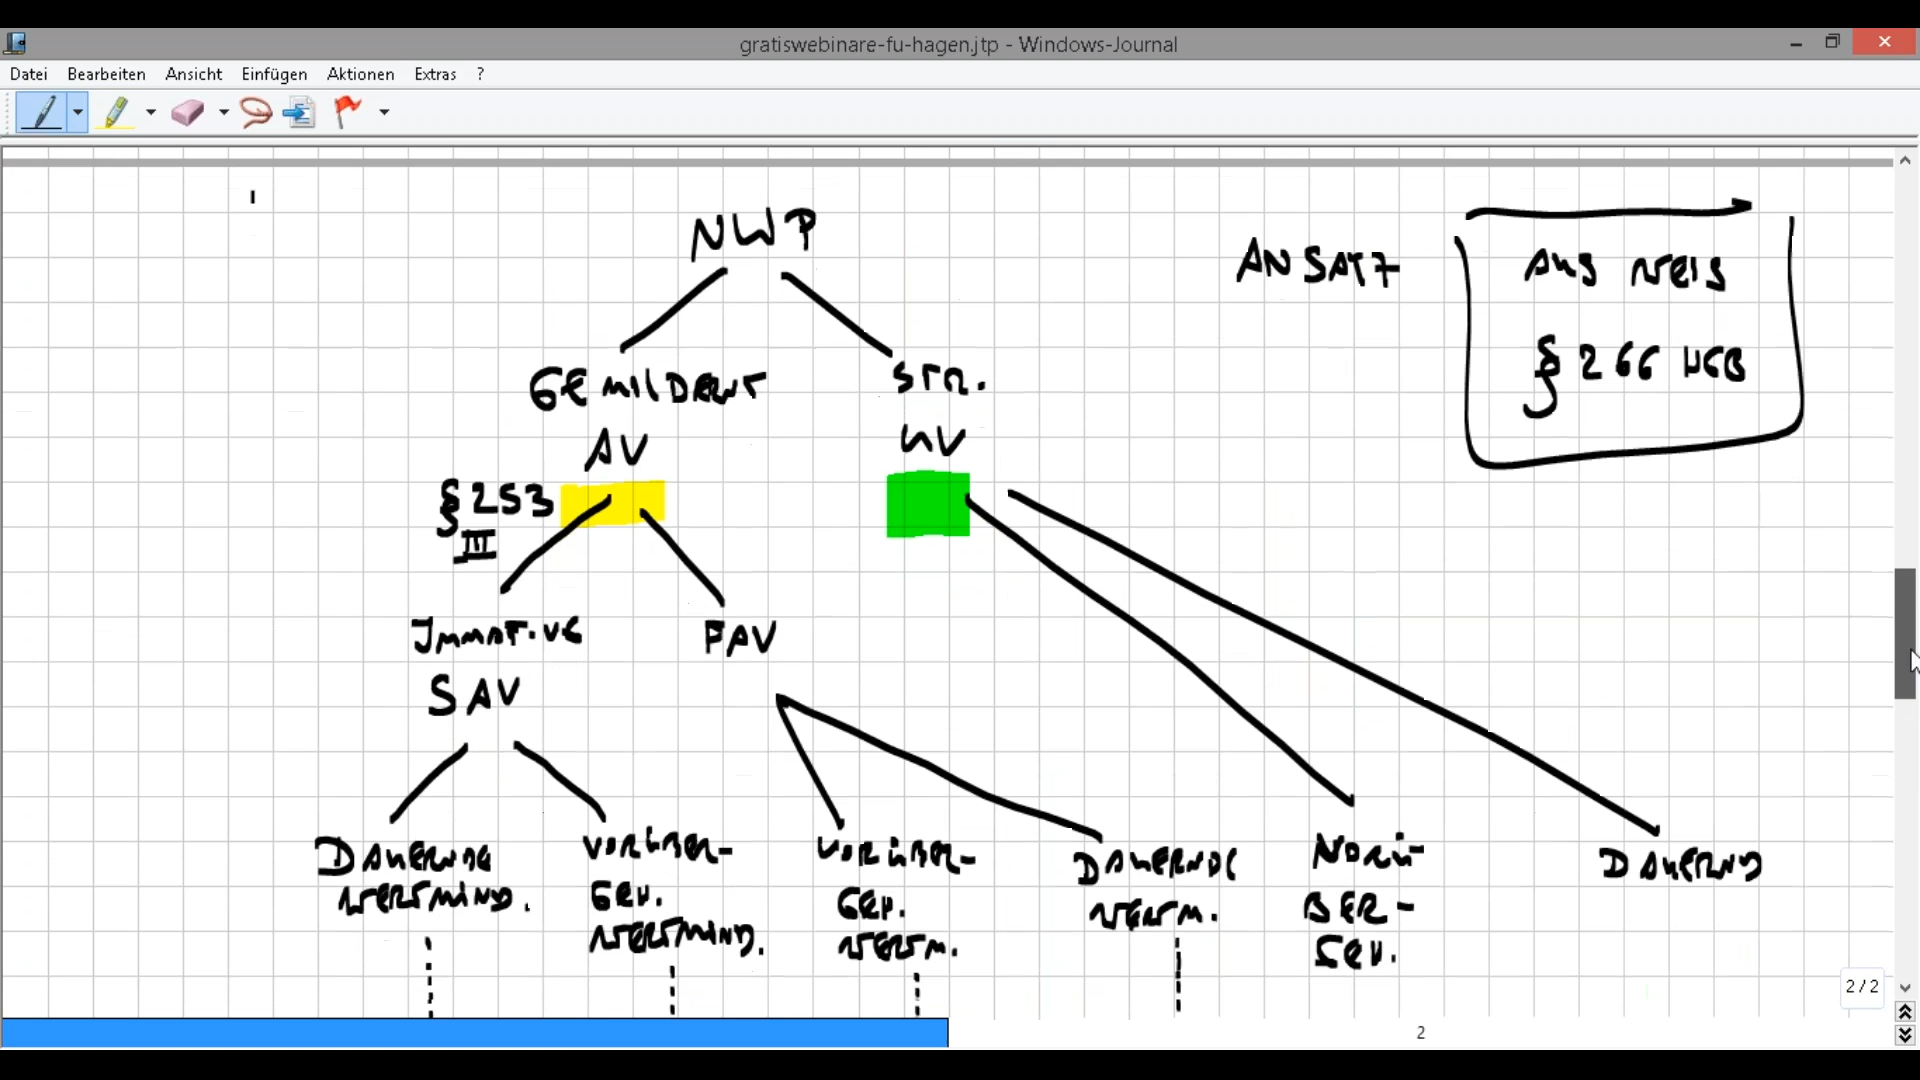 gratiswebinare-fu-hagen.jtp - Windows-Journal
Datei Bearbeiten Ansicht Einfügen Aktionen Extras ?
NWP
ANSATZ
AUSWEIS
§ 266 HGB
GEMILDERT
STR.
AV
UV
§ 253
III
IMMAT. VG
FAV
SAV
DAUERNDE
WERTMIND.
VORÜBER-
GEH.
WERTMIND.
VORÜBER-
GEH.
WERTM.
DAUERNDE
WERTM.
VORÜ-
BER-
GEH.
DAUERND
2 / 2
2